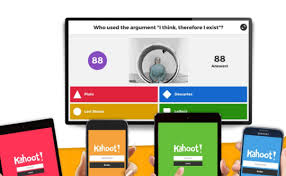 Who used the argument "I think, therefore I exist"?
88
88
Answers
Plato
Descartes
Kahoot!
Kahoot!
Kahoot!
Kahoot!